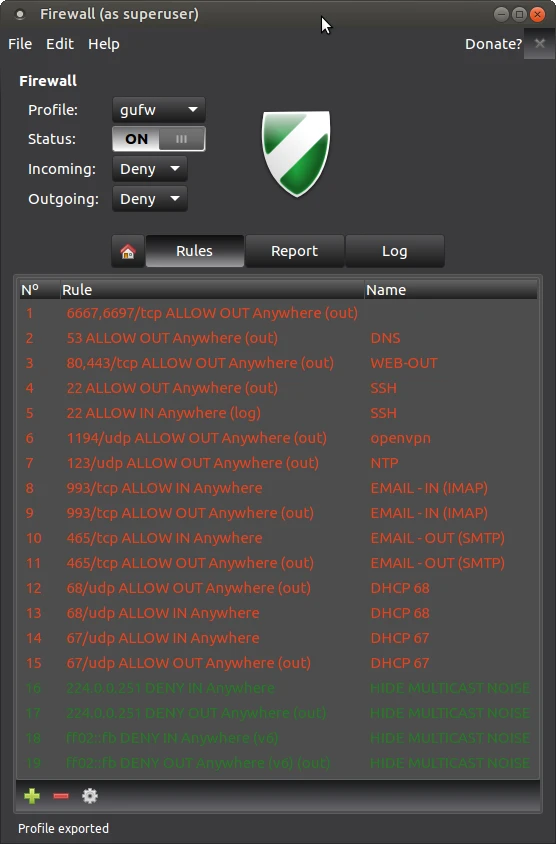 Firewall (as superuser)
File Edit Help Donate?
Firewall
Profile: gufw
Status: ON
Incoming: Deny
Outgoing: Deny
Rules Report Log
Nº Rule Name
1 6667,6697/tcp ALLOW OUT Anywhere (out)
2 53 ALLOW OUT Anywhere (out) DNS
3 80,443/tcp ALLOW OUT Anywhere (out) WEB-OUT
4 22 ALLOW OUT Anywhere (out) SSH
5 22 ALLOW IN Anywhere (log) SSH
6 1194/udp ALLOW OUT Anywhere (out) openvpn
7 123/udp ALLOW OUT Anywhere (out) NTP
8 993/tcp ALLOW IN Anywhere EMAIL - IN (IMAP)
9 993/tcp ALLOW OUT Anywhere (out) EMAIL - IN (IMAP)
10 465/tcp ALLOW IN Anywhere EMAIL - OUT (SMTP)
11 465/tcp ALLOW OUT Anywhere (out) EMAIL - OUT (SMTP)
12 68/udp ALLOW OUT Anywhere (out) DHCP 68
13 68/udp ALLOW IN Anywhere DHCP 68
14 67/udp ALLOW IN Anywhere DHCP 67
15 67/udp ALLOW OUT Anywhere (out) DHCP 67
16 224.0.0.251 DENY IN Anywhere HIDE MULTICAST NOISE
17 224.0.0.251 DENY OUT Anywhere (out) HIDE MULTICAST NOISE
18 ff02::fb DENY IN Anywhere (v6) HIDE MULTICAST NOISE
19 ff02::fb DENY OUT Anywhere (v6) (out) HIDE MULTICAST NOISE
Profile exported